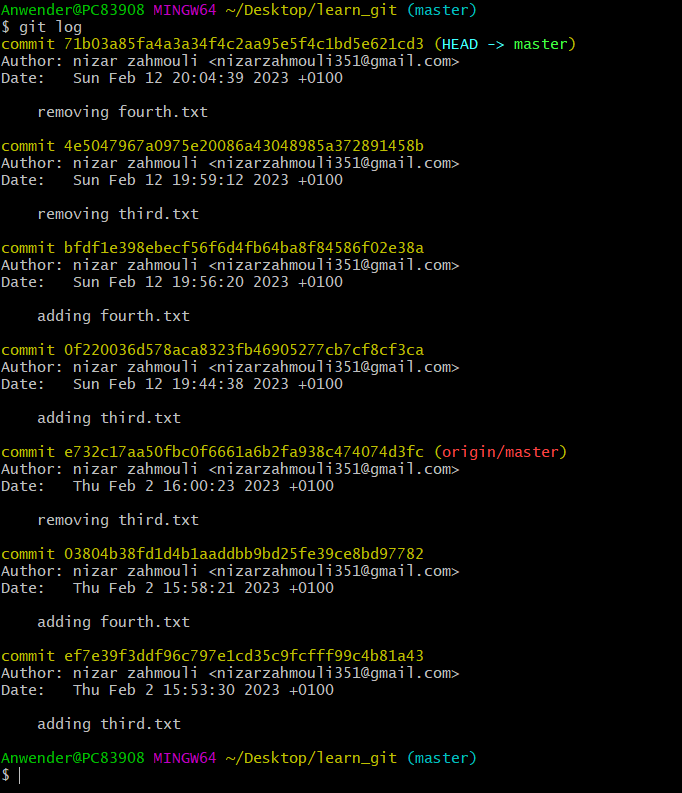 Anwender@PC83908 MINGW64 ~/Desktop/learn_git (master)
$ git log
commit 71b03a85fa4a3a34f4c2aa95e5f4c1bd5e621cd3 (HEAD -> master)
Author: nizar zahmouli <nizarzahmouli351@gmail.com>
Date:   Sun Feb 12 20:04:39 2023 +0100
    removing fourth.txt
commit 4e5047967a0975e20086a43048985a372891458b
Author: nizar zahmouli <nizarzahmouli351@gmail.com>
Date:   Sun Feb 12 19:59:12 2023 +0100
    removing third.txt
commit bfdf1e398ebecf56f6d4fb64ba8f84586f02e38a
Author: nizar zahmouli <nizarzahmouli351@gmail.com>
Date:   Sun Feb 12 19:56:20 2023 +0100
    adding fourth.txt
commit 0f220036d578aca8323fb46905277cb7cf8cf3ca
Author: nizar zahmouli <nizarzahmouli351@gmail.com>
Date:   Sun Feb 12 19:44:38 2023 +0100
    adding third.txt
commit e732c17aa50fbc0f6661a6b2fa938c474074d3fc (origin/master)
Author: nizar zahmouli <nizarzahmouli351@gmail.com>
Date:   Thu Feb 2 16:00:23 2023 +0100
    removing third.txt
commit 03804b38fd1d4b1aaddbb9bd25fe39ce8bd97782
Author: nizar zahmouli <nizarzahmouli351@gmail.com>
Date:   Thu Feb 2 15:58:21 2023 +0100
    adding fourth.txt
commit ef7e39f3ddf96c797e1cd35c9fcfff99c4b81a43
Author: nizar zahmouli <nizarzahmouli351@gmail.com>
Date:   Thu Feb 2 15:53:30 2023 +0100
    adding third.txt
Anwender@PC83908 MINGW64 ~/Desktop/learn_git (master)
$